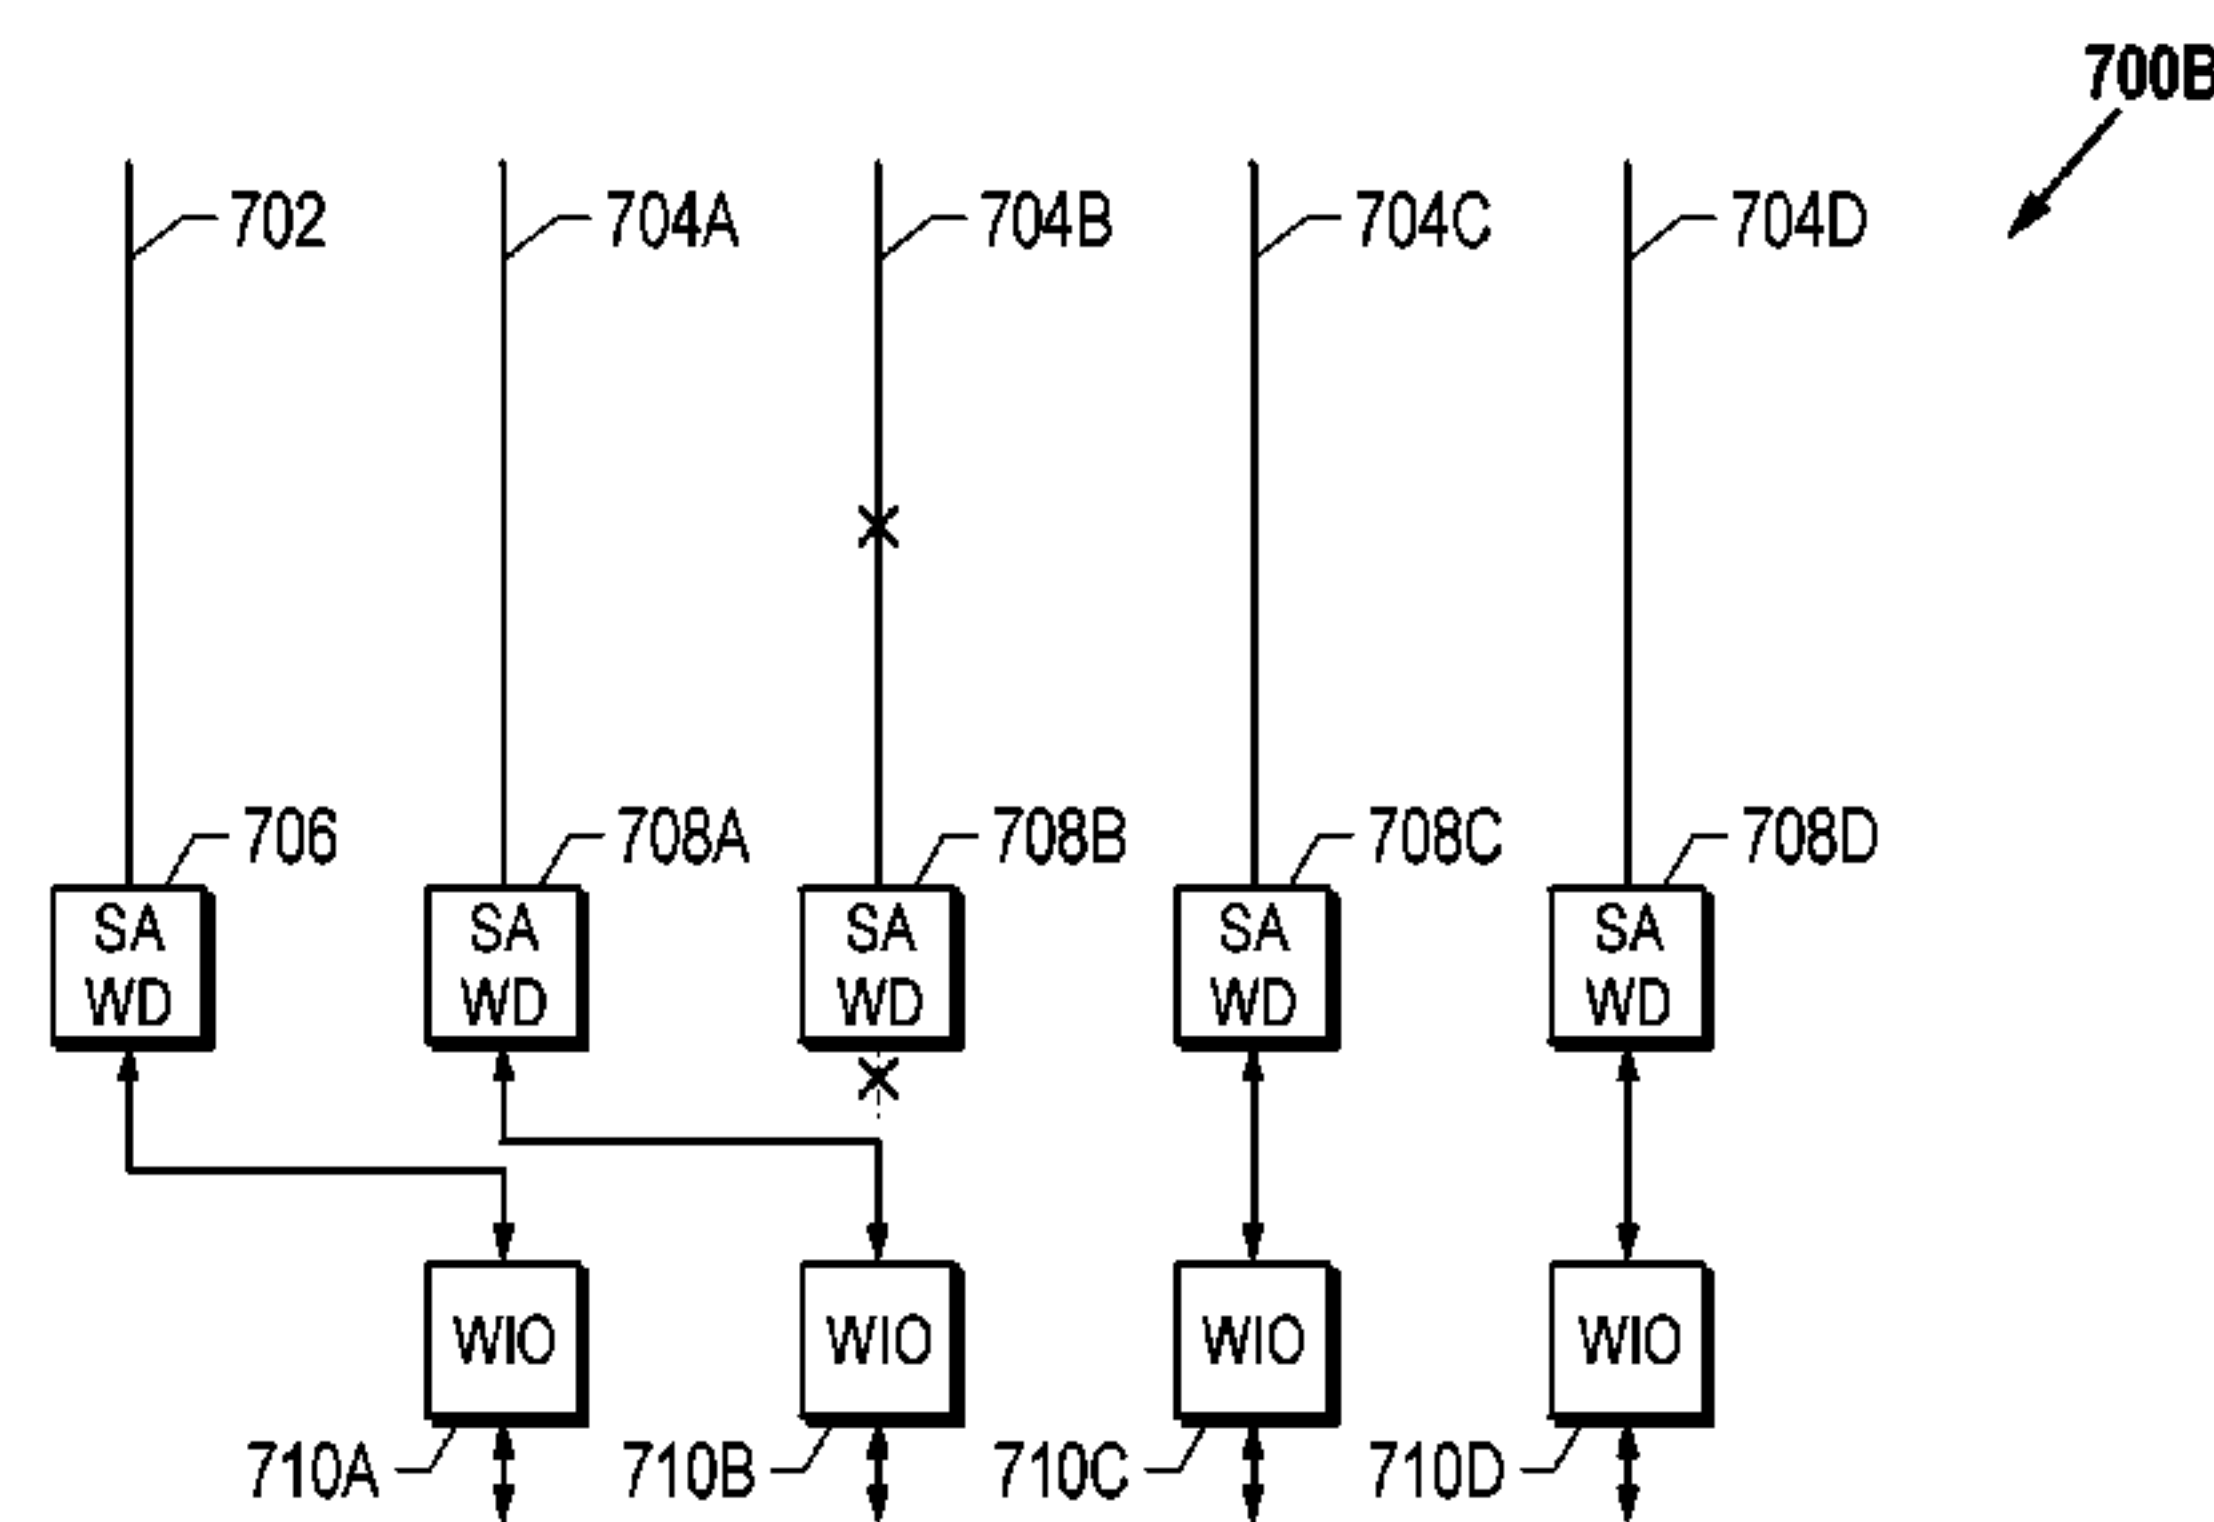 700B
702 704A 704B 704C 704D
706 708A 708B 708C 708D
SA SA SA SA SA
WD WD WD WD WD
WIO WIO WIO WIO
710A 710B 710C 710D